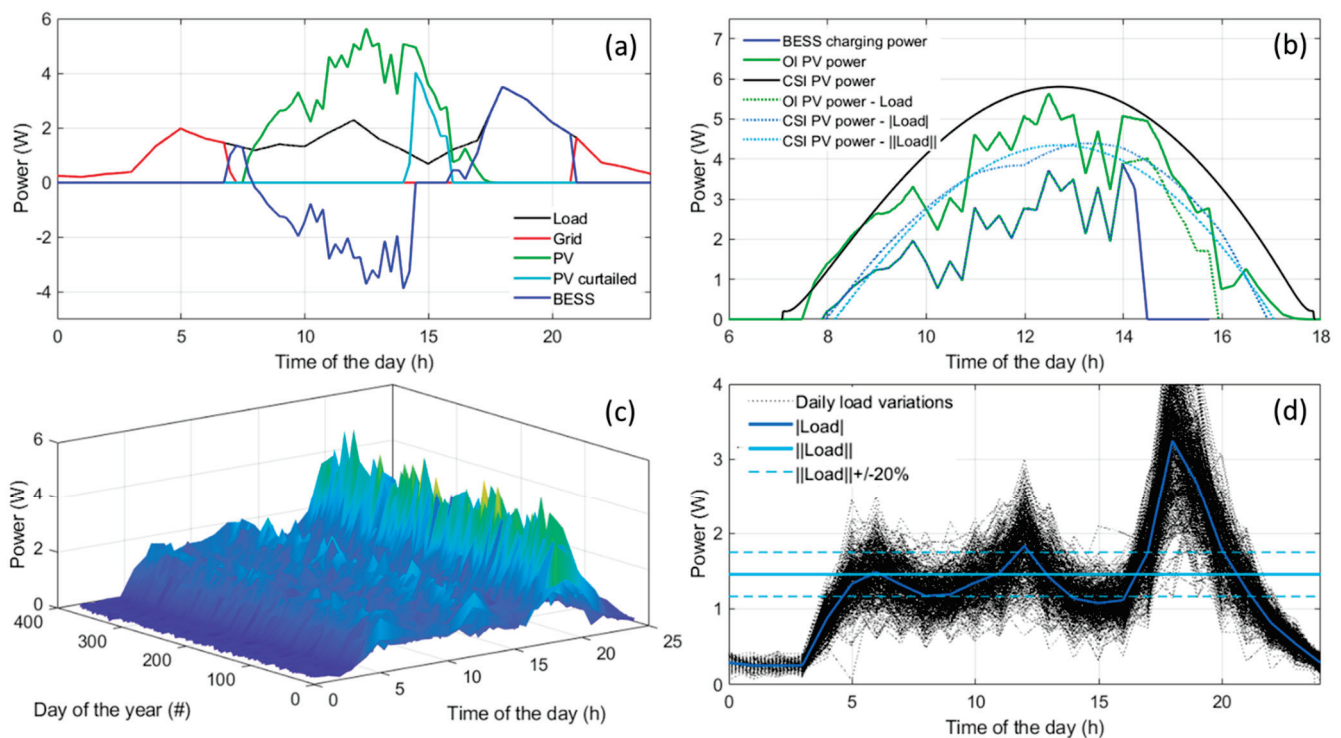 (a)
Power (W)
6
4
2
0
-2
-4
Load
Grid
PV
PV curtailed
BESS
0 5 10 15 20
Time of the day (h)
(b)
Power (W)
7
6
5
4
3
2
1
0
BESS charging power
OI PV power
CSI PV power
OI PV power - Load
CSI PV power - |Load|
CSI PV power - ||Load||
6 8 10 12 14 16 18
Time of the day (h)
(c)
Power (W)
6
4
2
0
400
300
200
100
0
0
5
10
15
20
25
Day of the year (#)
Time of the day (h)
(d)
Power (W)
4
3
2
1
0
Daily load variations
|Load|
||Load||
||Load||+/-20%
0 5 10 15 20
Time of the day (h)